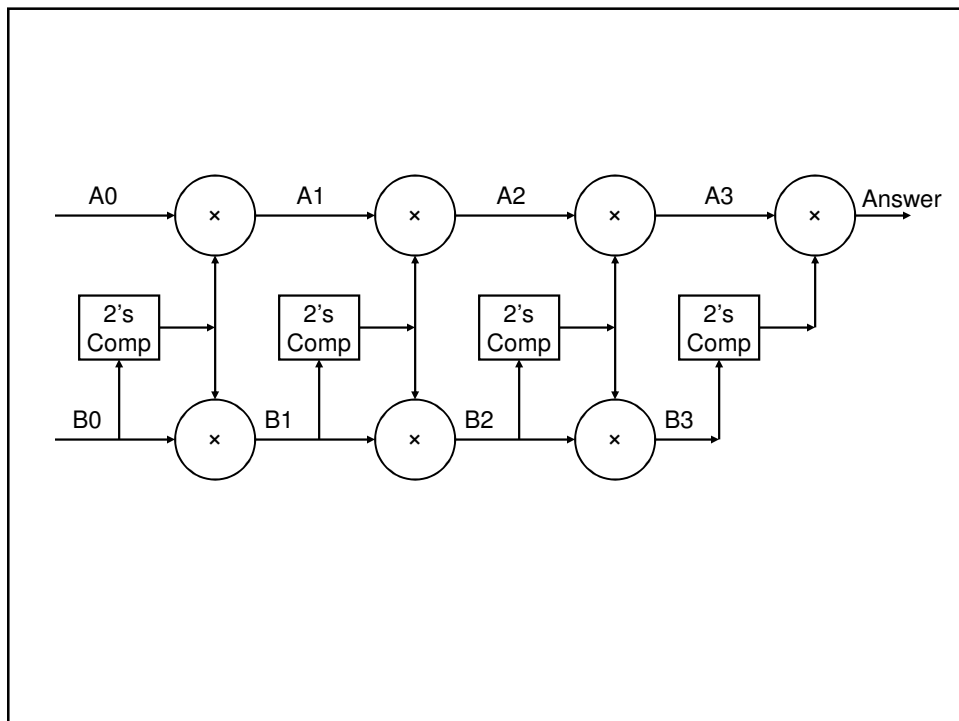 A0
×
A1
×
A2
×
A3
×
Answer
2's
Comp
2's
Comp
2's
Comp
2's
Comp
B0
×
B1
×
B2
×
B3